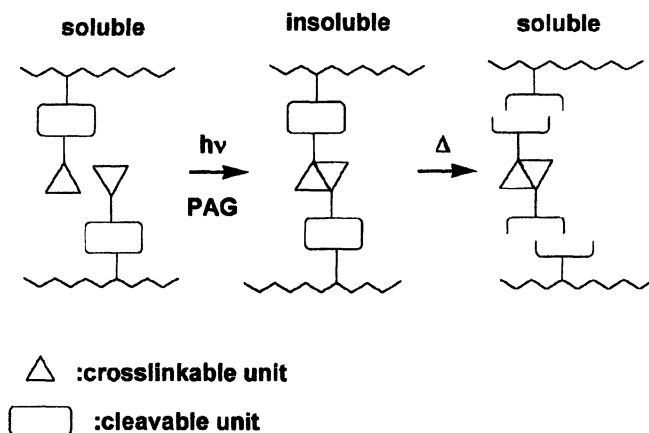 soluble
insoluble
soluble
hν
PAG
Δ
:crosslinkable unit
:cleavable unit